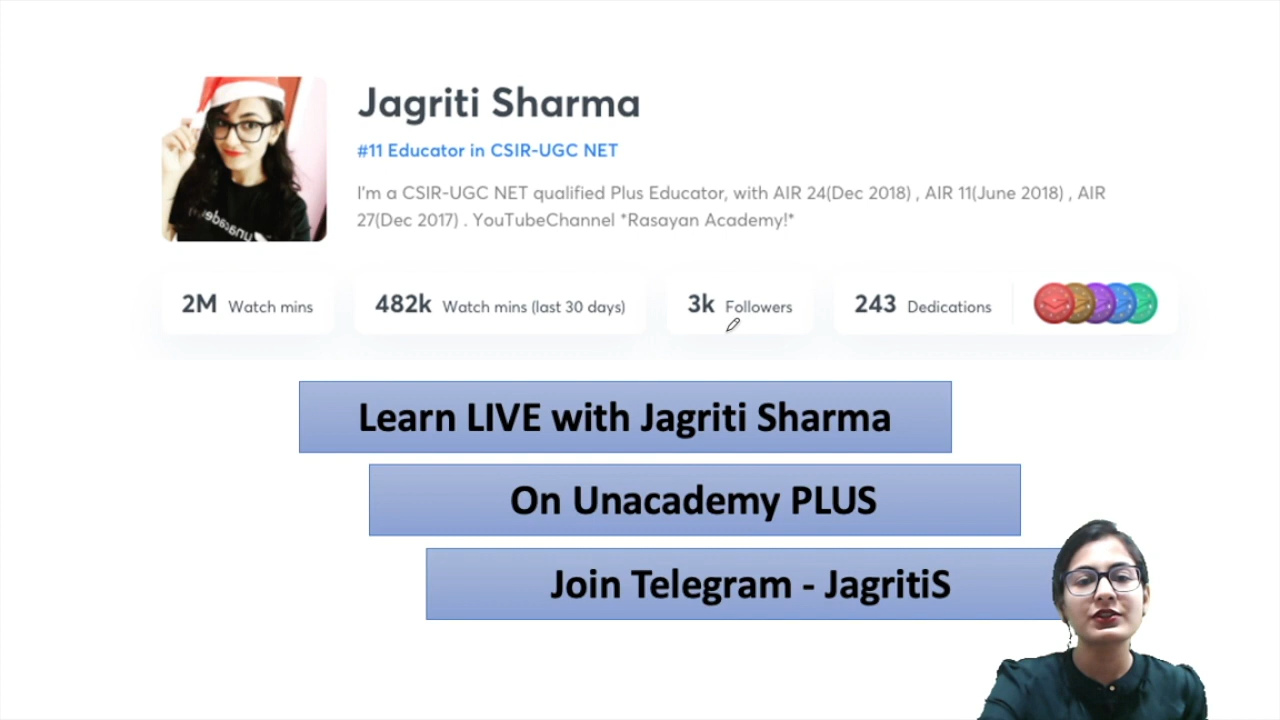 Jagriti Sharma
#11 Educator in CSIR-UGC NET
I'm a CSIR-UGC NET qualified Plus Educator, with AIR 24(Dec 2018) , AIR 11(June 2018) , AIR
27(Dec 2017) . YouTubeChannel *Rasayan Academy!*
2M Watch mins 482k Watch mins (last 30 days) 3k Followers 243 Dedications
Learn LIVE with Jagriti Sharma
On Unacademy PLUS
Join Telegram - JagritiS